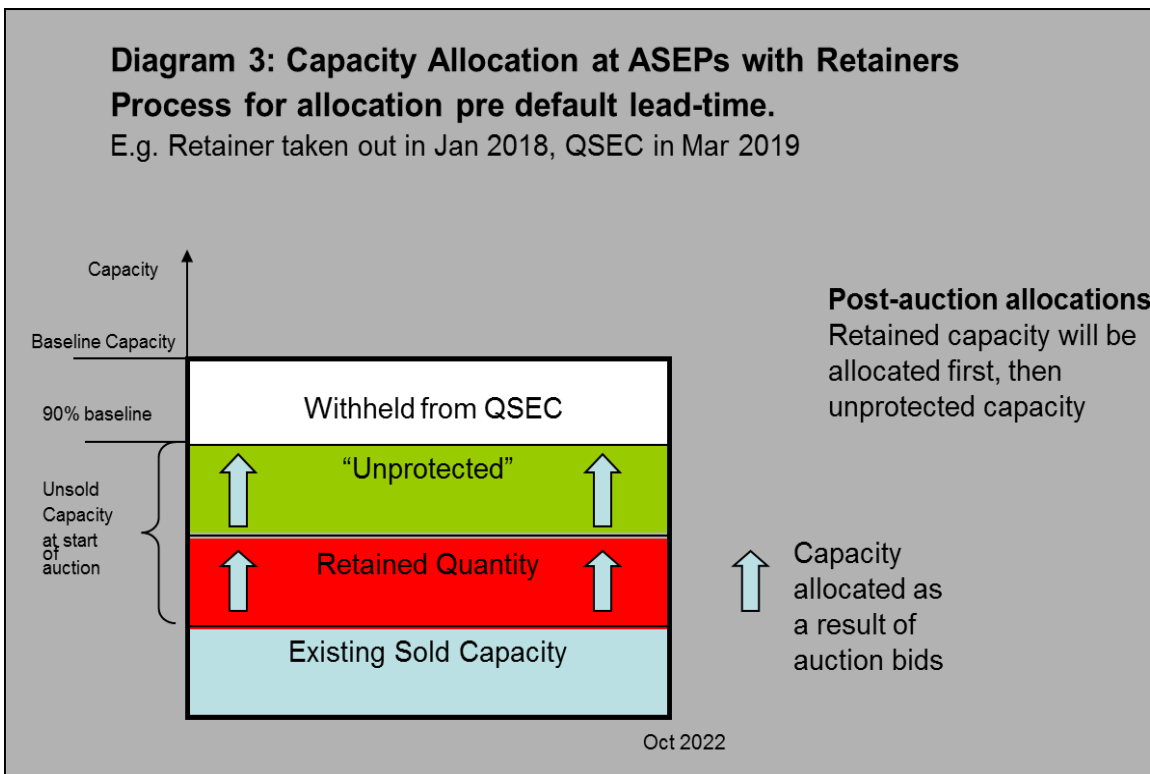 Diagram 3: Capacity Allocation at ASEPs with Retainers
Process for allocation pre default lead-time.
E.g. Retainer taken out in Jan 2018, QSEC in Mar 2019
Capacity
Baseline Capacity
90% baseline
Unsold
Capacity
at start
of
auction
Withheld from QSEC
“Unprotected”
Retained Quantity
Existing Sold Capacity
Oct 2022
Post-auction allocations
Retained capacity will be
allocated first, then
unprotected capacity
Capacity
allocated as
a result of
auction bids